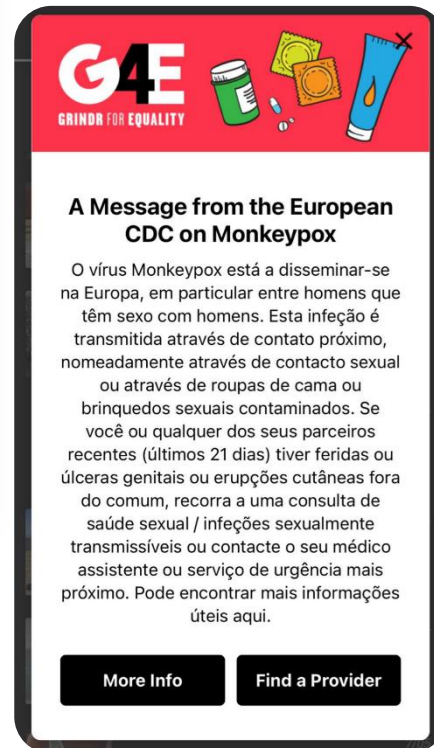 G4E
GRINDR FOR EQUALITY
A Message from the European
CDC on Monkeypox
O vírus Monkeypox está a disseminar-se
na Europa, em particular entre homens que
têm sexo com homens. Esta infeção é
transmitida através de contato próximo,
nomeadamente através de contacto sexual
ou através de roupas de cama ou
brinquedos sexuais contaminados. Se
você ou qualquer dos seus parceiros
recentes (últimos 21 dias) tiver feridas ou
úlceras genitais ou erupções cutâneas fora
do comum, recorra a uma consulta de
saúde sexual / infeções sexualmente
transmissíveis ou contacte o seu médico
assistente ou serviço de urgência mais
próximo. Pode encontrar mais informações
úteis aqui.
More Info
Find a Provider